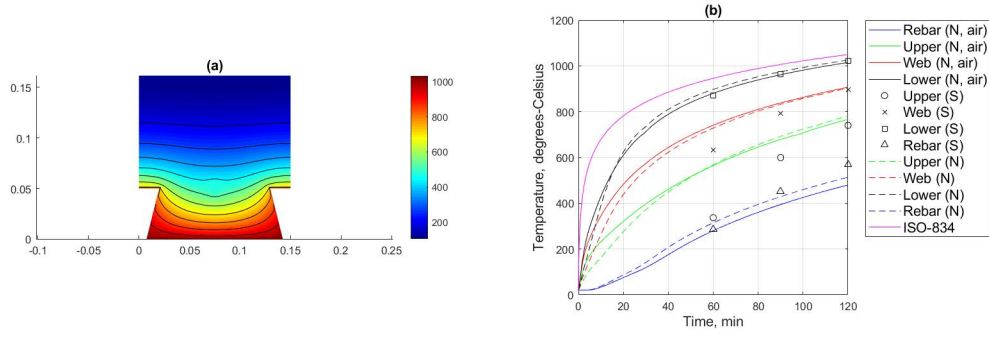 (a)
0.15
0.1
0.05
0
-0.1
-0.05
0
0.05
0.1
0.15
0.2
0.25
1000
800
600
400
200
(b)
1200
1000
800
600
400
200
0
Temperature, degrees-Celsius
0
20
40
60
80
100
120
Time, min
Rebar (N, air)
Upper (N, air)
Web (N, air)
Lower (N, air)
Upper (S)
Web (S)
Lower (S)
Rebar (S)
Upper (N)
Web (N)
Lower (N)
Rebar (N)
ISO-834